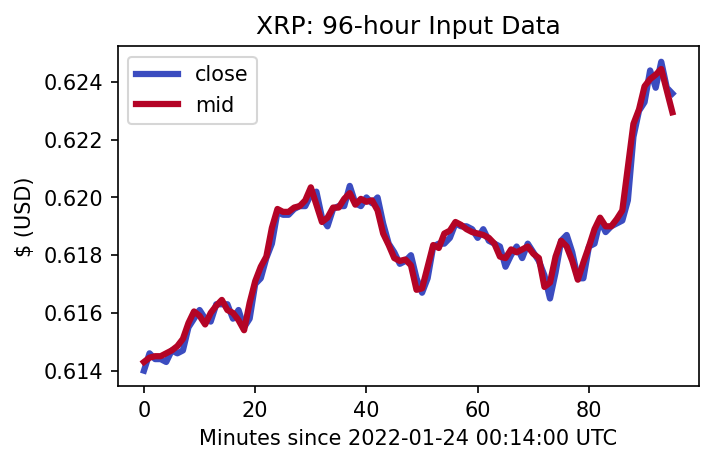 XRP: 96-hour Input Data
close
mid
$ (USD)
0.624
0.622
0.620
0.618
0.616
0.614
0
20
40
60
80
Minutes since 2022-01-24 00:14:00 UTC